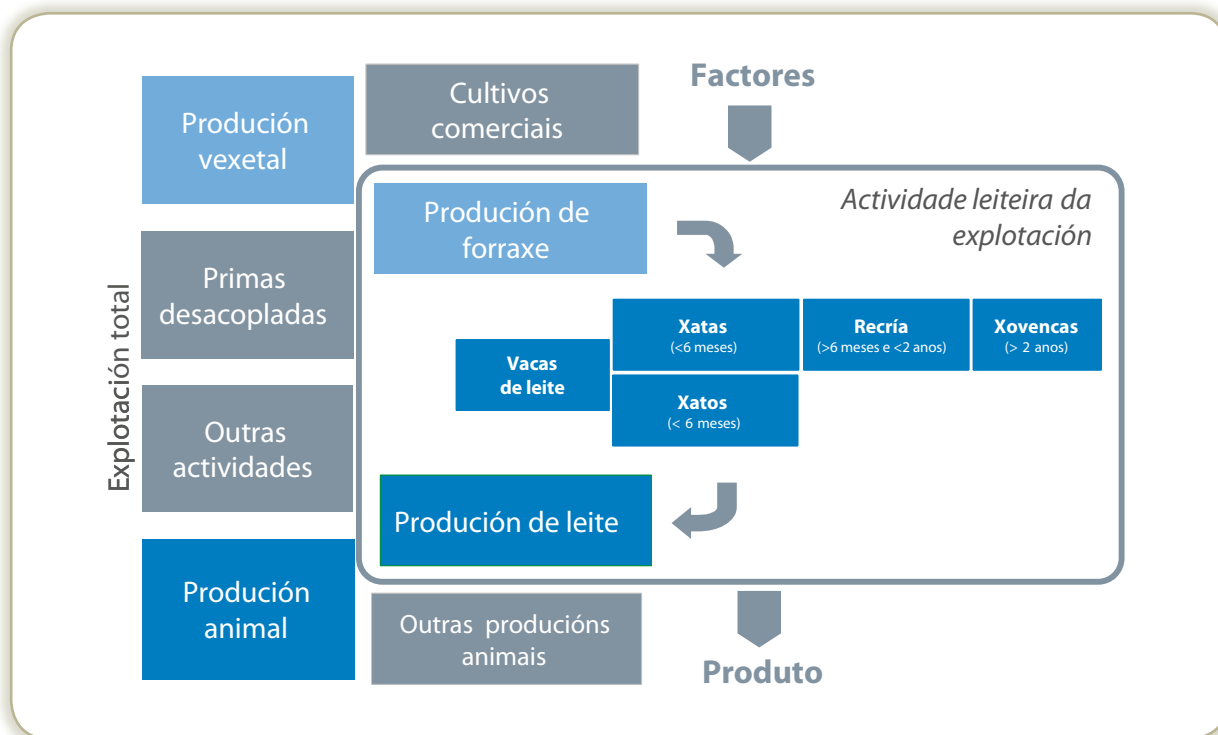 Explotación total
Produción
vexetal
Primas
desacopladas
Outras
actividades
Produción
animal
Cultivos
comerciais
Factores
Actividade leiteira da
explotación
Produción de
forraxe
Vacas
de leite
Xatas
(<6 meses)
Recría
(>6 meses e <2 anos)
Xovencas
(> 2 anos)
Xatos
(< 6 meses)
Produción de leite
Outras producións
animais
Produto